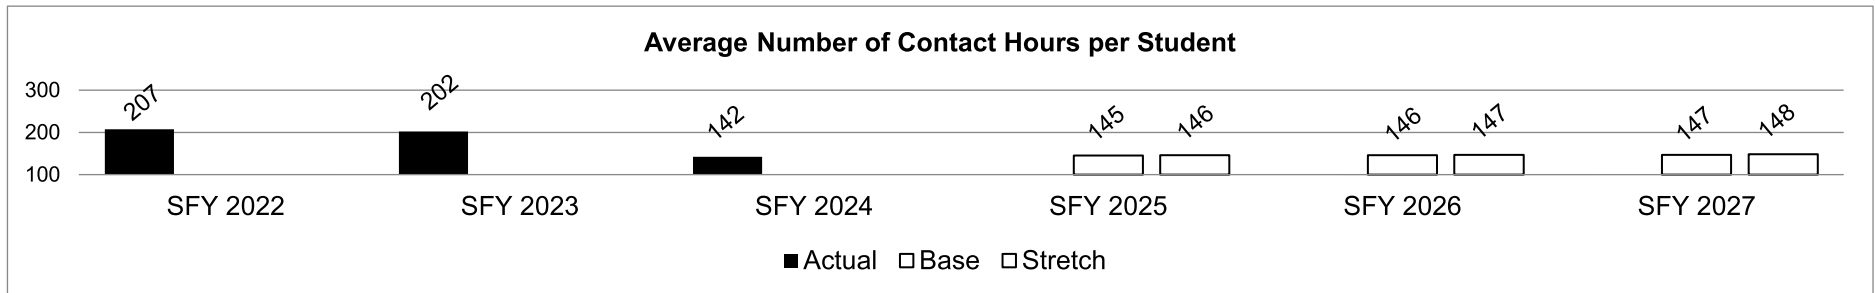 Average Number of Contact Hours per Student
300
200
100
207
202
142
145
146
146
147
147
148
SFY 2022
SFY 2023
SFY 2024
SFY 2025
SFY 2026
SFY 2027
Actual
Base
Stretch